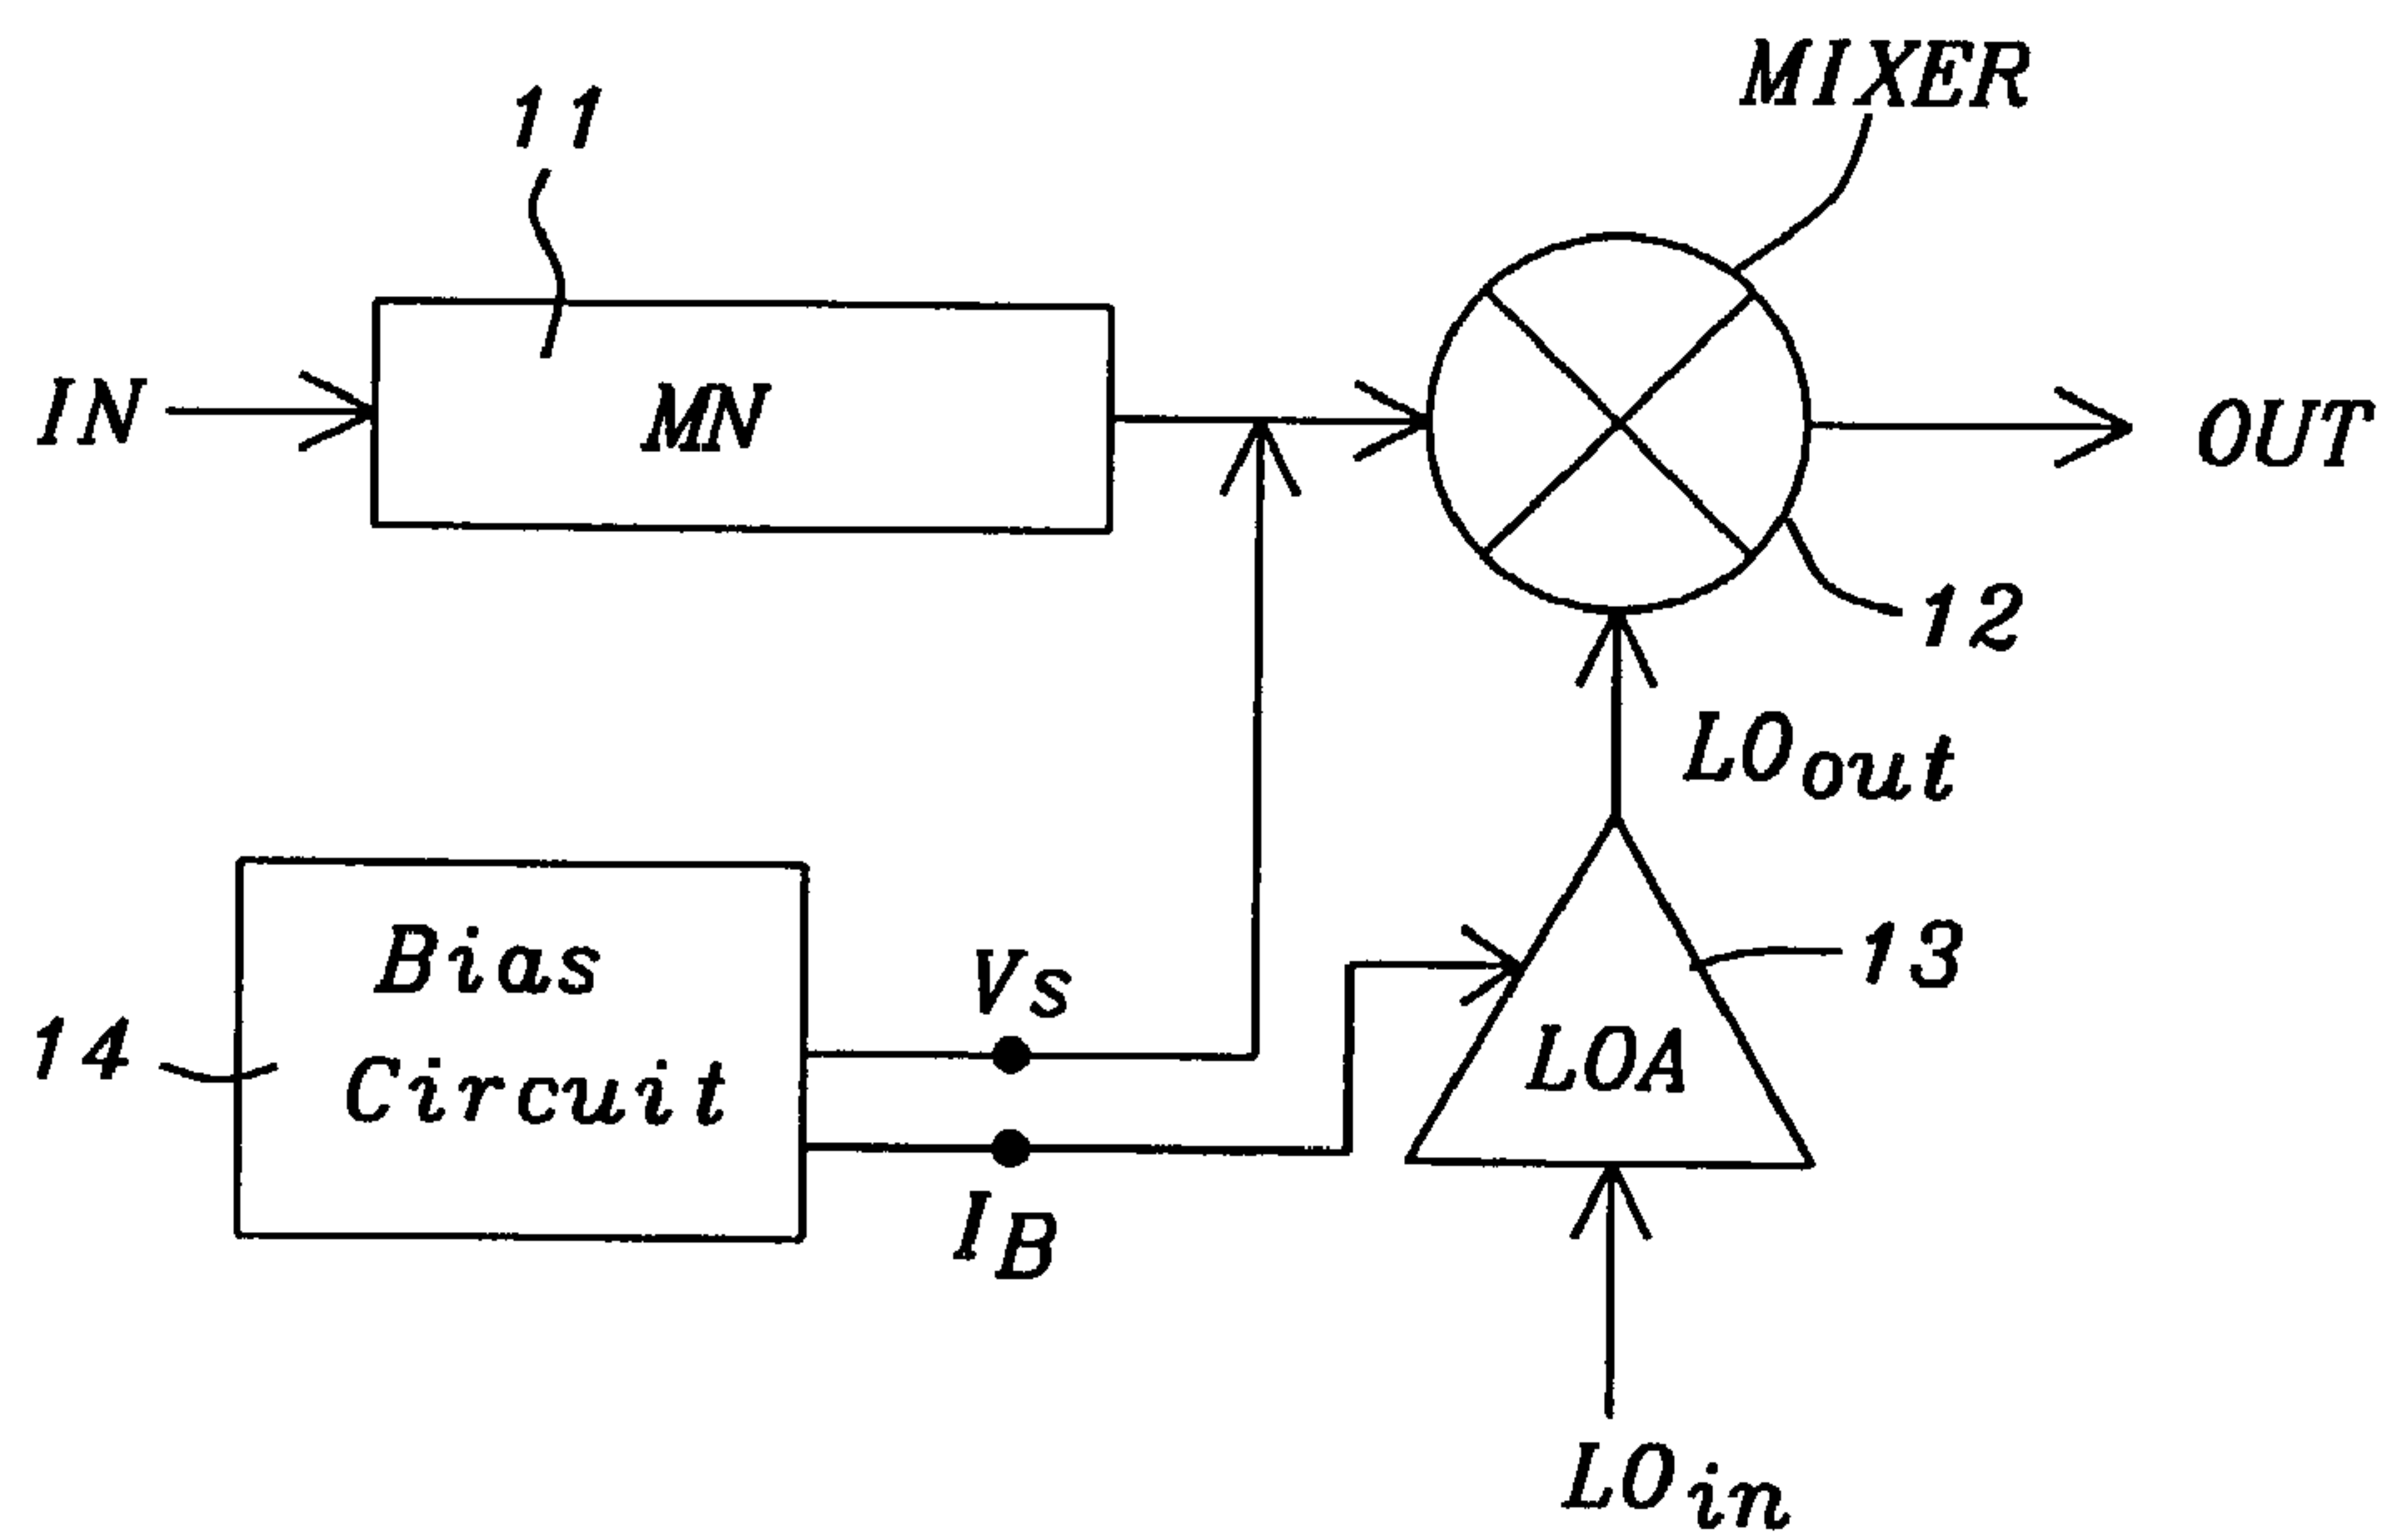 MIXER
11
IN
MN
OUT
12
LOout
Bias
Circuit
Vs
13
14
LOA
IB
LOin